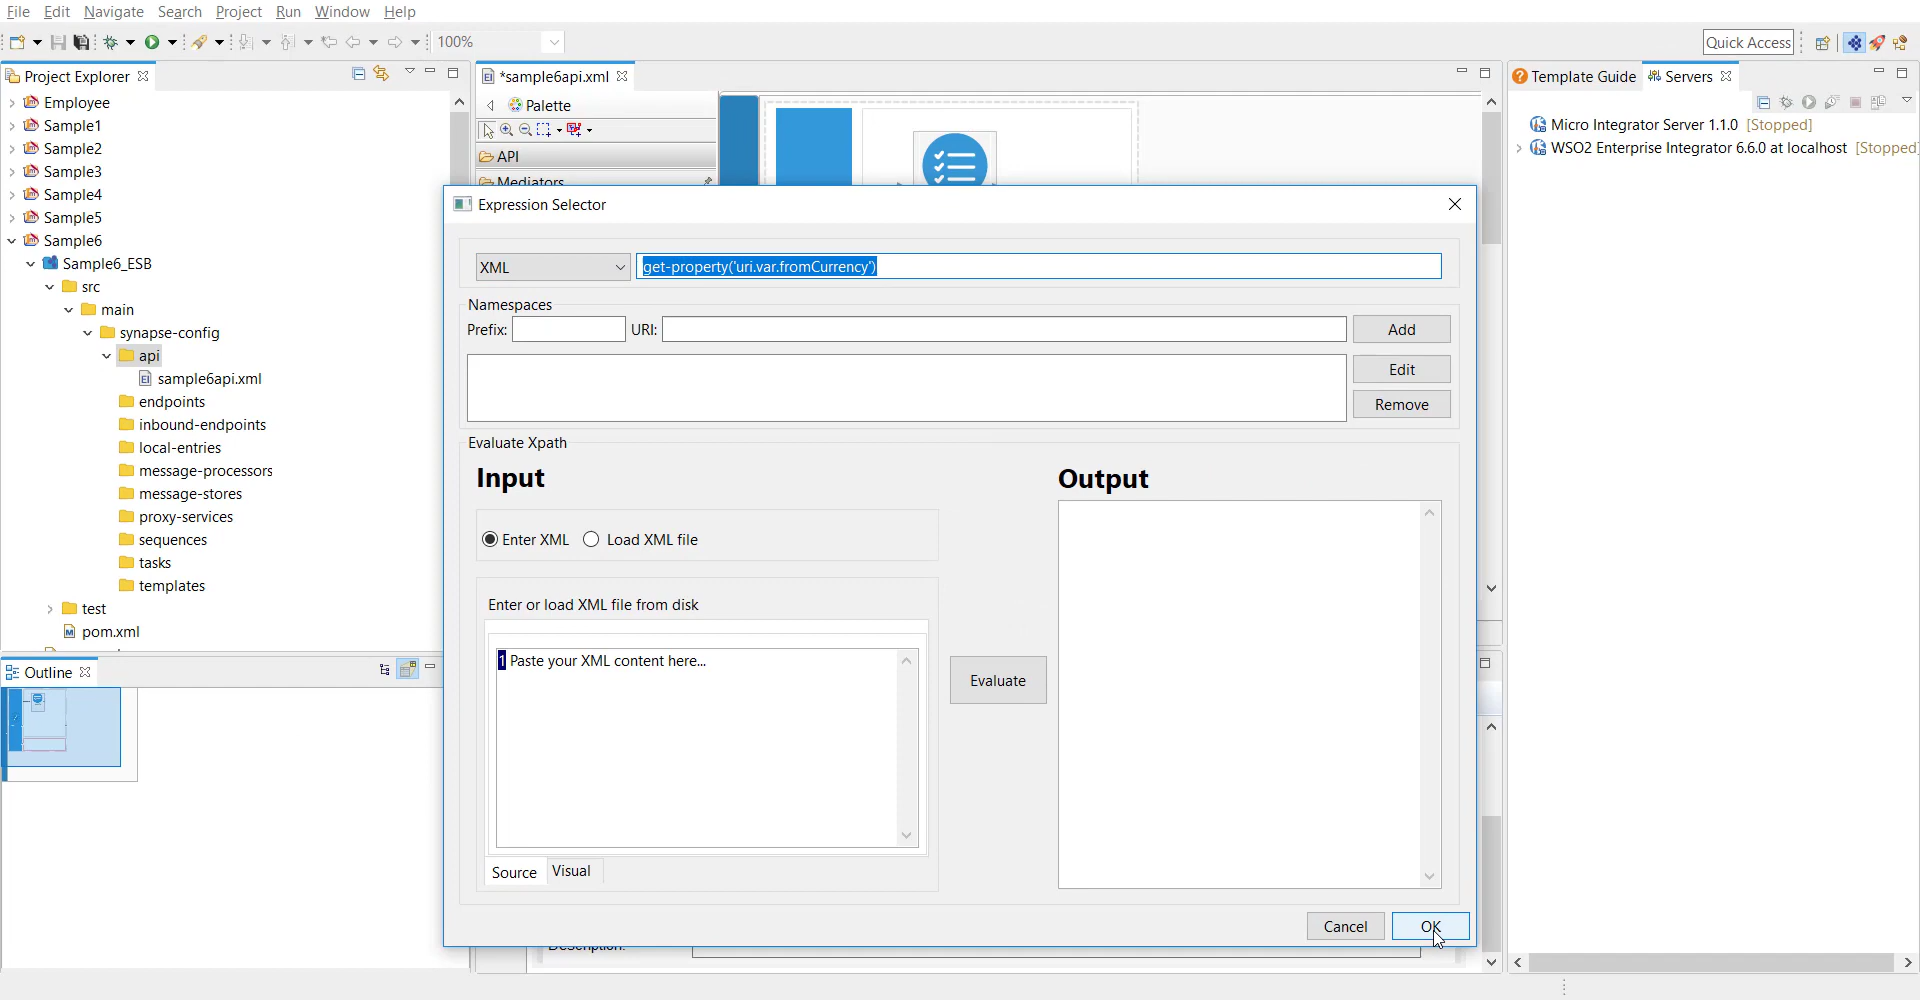 File Edit Navigate Search Project Run Window Help
100%
Quick Access
Project Explorer
Employee
Sample1
Sample2
Sample3
Sample4
Sample5
Sample6
Sample6_ESB
src
main
synapse-config
api
sample6api.xml
endpoints
inbound-endpoints
local-entries
message-processors
message-stores
proxy-services
sequences
tasks
templates
test
pom.xml
Outline
*sample6api.xml
Palette
API
Mediators
Expression Selector
XML
get-property('uri.var.fromCurrency')
Namespaces
Prefix:
URI:
Add
Edit
Remove
Evaluate Xpath
Input
Enter XML Load XML file
Enter or load XML file from disk
1 Paste your XML content here...
Source Visual
Evaluate
Output
Cancel OK
Description:
Template Guide Servers
Micro Integrator Server 1.1.0 [Stopped]
WSO2 Enterprise Integrator 6.6.0 at localhost [Stopped